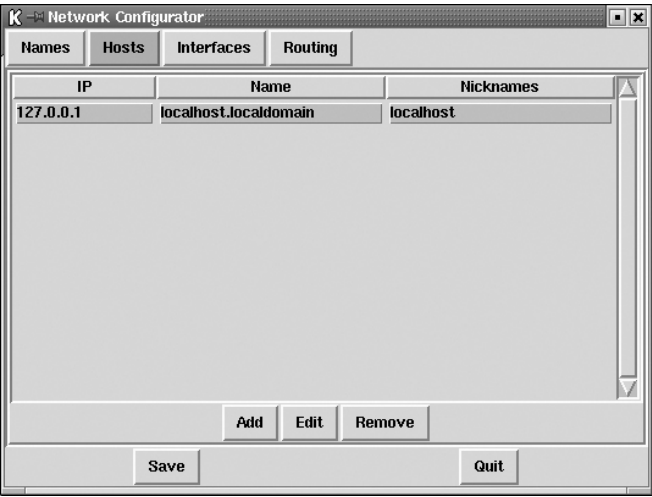 K Network Configurator
Names Hosts Interfaces Routing
IP Name Nicknames
127.0.0.1 localhost.localdomain localhost
Add Edit Remove
Save Quit